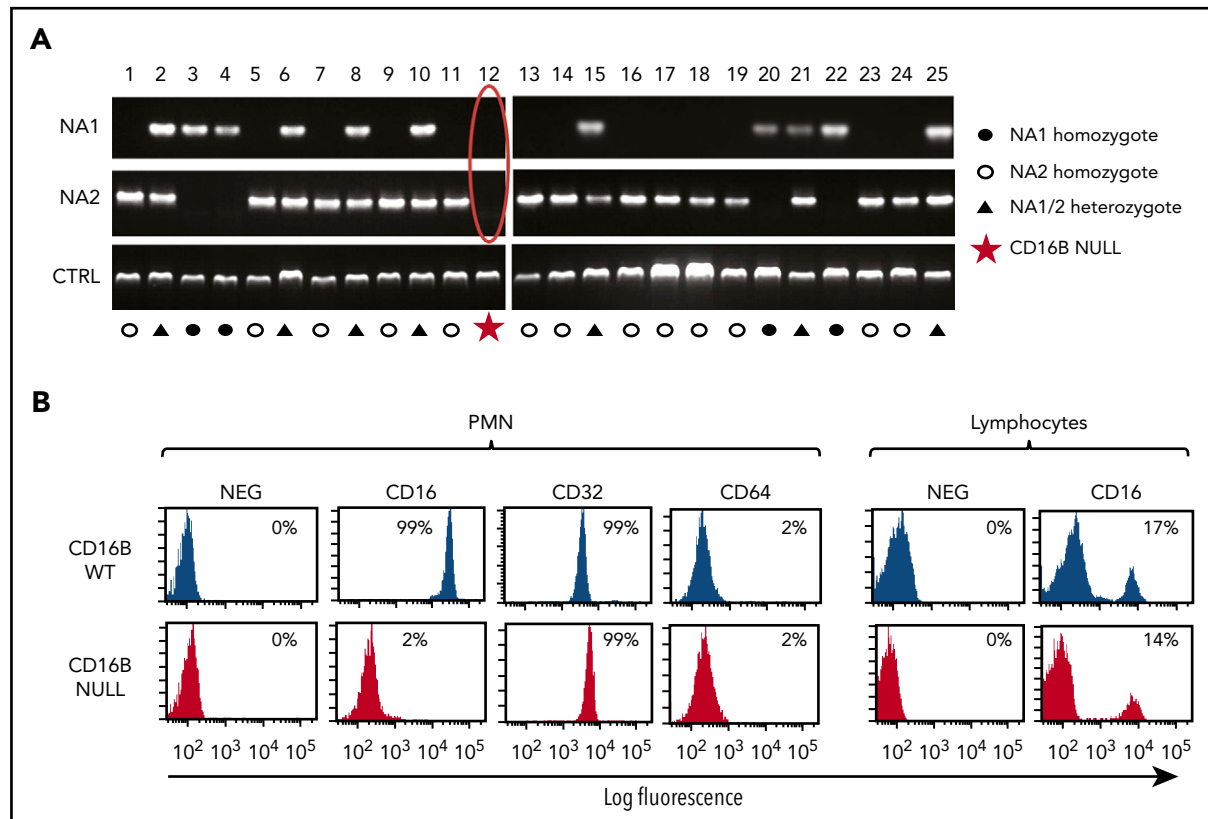 A
1 2 3 4 5 6 7 8 9 10 11 12 13 14 15 16 17 18 19 20 21 22 23 24 25
NA1
NA2
CTRL
NA1 homozygote
NA2 homozygote
NA1/2 heterozygote
CD16B NULL
B
PMN Lymphocytes
NEG CD16 CD32 CD64 NEG CD16
CD16B
WT
0% 99% 99% 2% 0% 17%
CD16B
NULL
0% 2% 99% 2% 0% 14%
10² 10³ 10⁴ 10⁵ 10² 10³ 10⁴ 10⁵ 10² 10³ 10⁴ 10⁵ 10² 10³ 10⁴ 10⁵ 10² 10³ 10⁴ 10⁵ 10² 10³ 10⁴ 10⁵
Log fluorescence